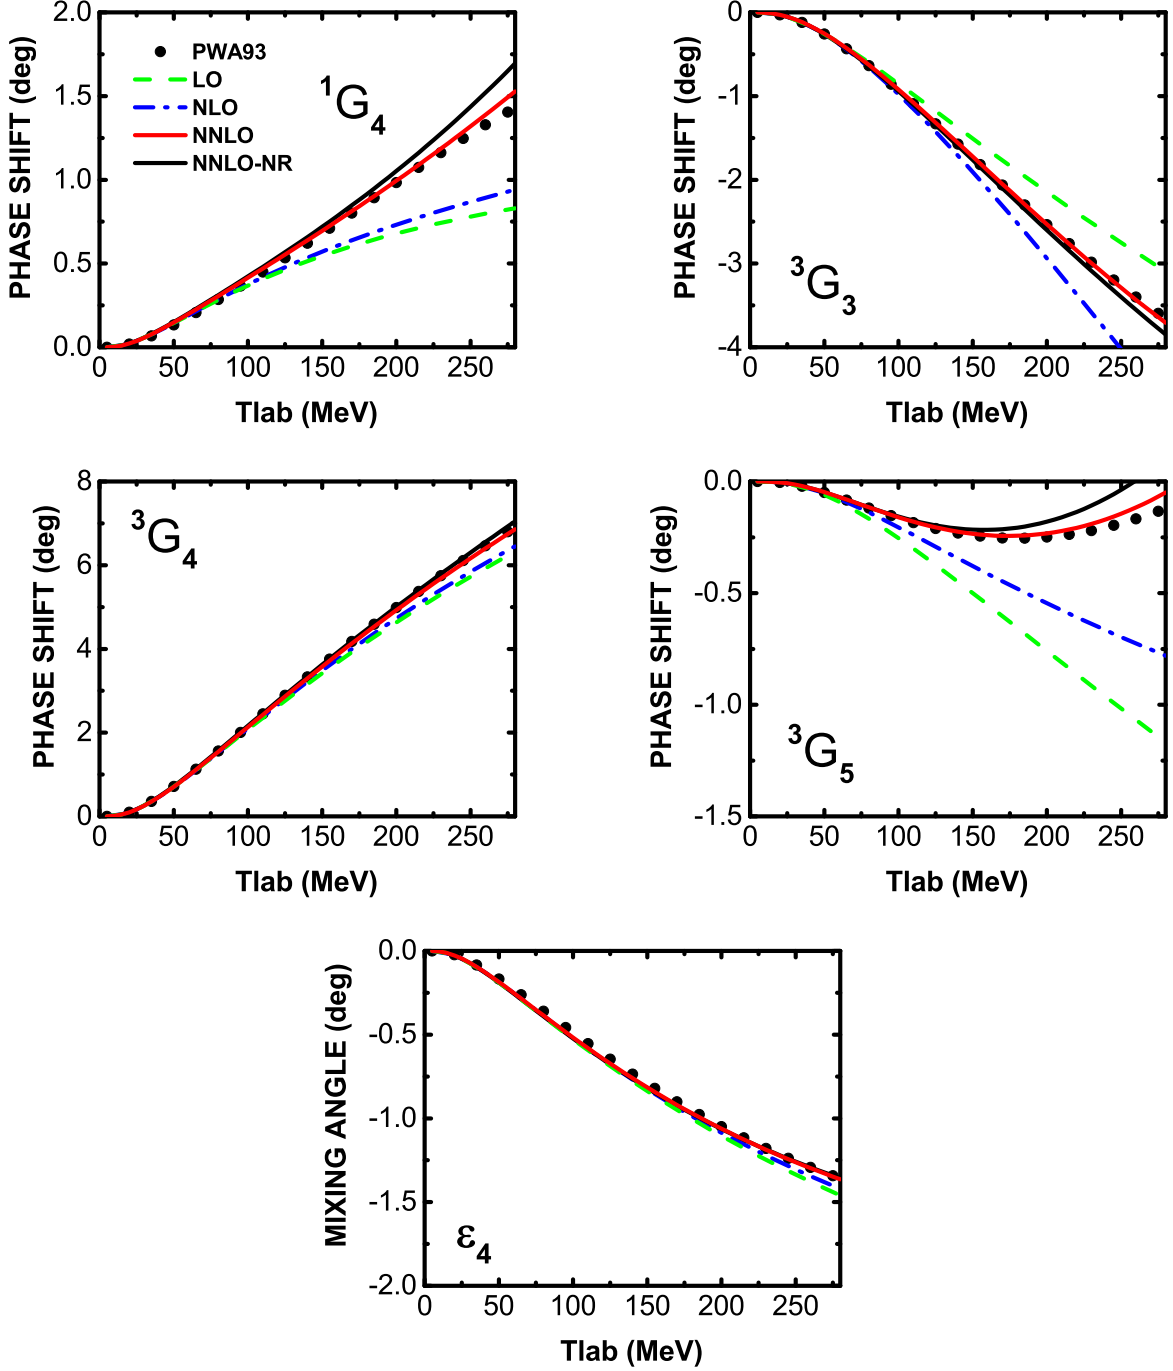 2.0
1.5
1.0
0.5
0.0
PHASE SHIFT (deg)
PWA93
LO
NLO
NNLO
NNLO-NR
¹G₄
0 50 100 150 200 250
Tlab (MeV)
0
-1
-2
-3
-4
PHASE SHIFT (deg)
³G₃
0 50 100 150 200 250
Tlab (MeV)
8
6
4
2
0
PHASE SHIFT (deg)
³G₄
0 50 100 150 200 250
Tlab (MeV)
0.0
-0.5
-1.0
-1.5
PHASE SHIFT (deg)
³G₅
0 50 100 150 200 250
Tlab (MeV)
0.0
-0.5
-1.0
-1.5
-2.0
MIXING ANGLE (deg)
ε₄
0 50 100 150 200 250
Tlab (MeV)